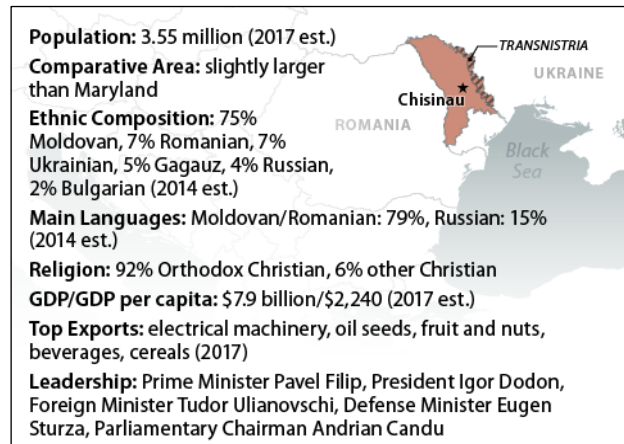 Population: 3.55 million (2017 est.)
Comparative Area: slightly larger
than Maryland
Ethnic Composition: 75%
Moldovan, 7% Romanian, 7%
Ukrainian, 5% Gagauz, 4% Russian,
2% Bulgarian (2014 est.)
Main Languages: Moldovan/Romanian: 79%, Russian: 15%
(2014 est.)
Religion: 92% Orthodox Christian, 6% other Christian
GDP/GDP per capita: $7.9 billion/$2,240 (2017 est.)
Top Exports: electrical machinery, oil seeds, fruit and nuts,
beverages, cereals (2017)
Leadership: Prime Minister Pavel Filip, President Igor Dodon,
Foreign Minister Tudor Ulianovschi, Defense Minister Eugen
Sturza, Parliamentary Chairman Andrian Candu
TRANSNISTRIA
UKRAINE
Chisinau
ROMANIA
Black
Sea